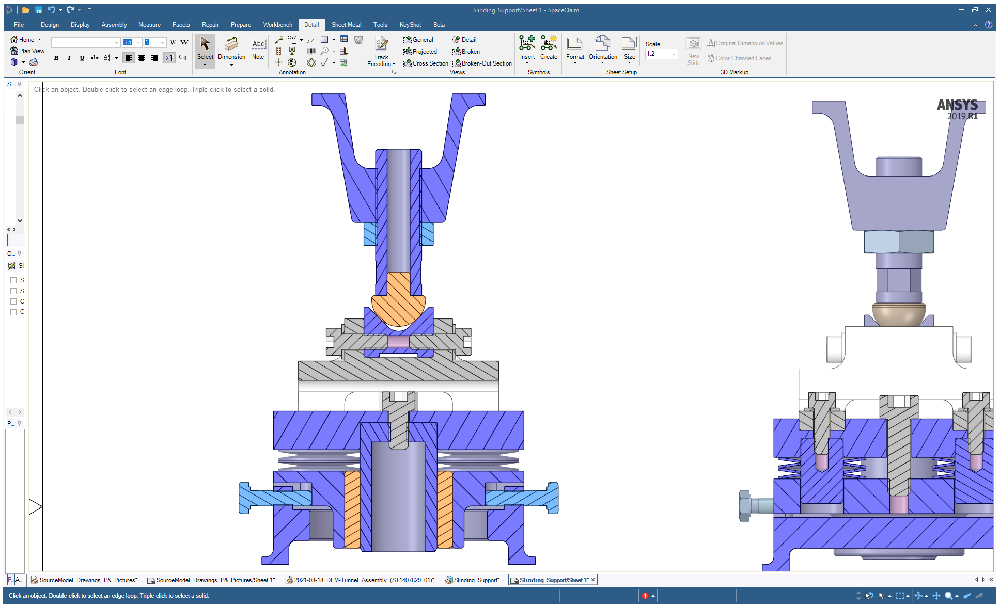 Slinding_Support/Sheet 1 - SpaceClaim
File Design Display Assembly Measure Facets Repair Prepare Workbench Detail Sheet Metal Tools KeyShot Beta
Home
Plan View
Orient
3.5 1 W W
B I U abc
Font
Select
Dimension
Abc
Note
Annotation
ABC
ABC
Track
Encoding
General
Projected
Cross Section
Detail
Broken
Broken-Out Section
Views
Abc
Insert
Abc
Create
Symbols
Format
Orientation
Size
Scale:
1:2
Sheet Setup
New
Slide
Original Dimension Values
Color Changed Faces
3D Markup
S...
Click an object. Double-click to select an edge loop. Triple-click to select a solid.
ANSYS
2019 R1
O...
Sk
S
S
C
C
P...
P... A...
SourceModel_Drawings_P&_Pictures* SourceModel_Drawings_P&_Pictures/Sheet 1* 2021-08-18_DFM-Tunnel_Assembly_(ST1407829_01)* Slinding_Support* Slinding_Support/Sheet 1*
Click an object. Double-click to select an edge loop. Triple-click to select a solid.